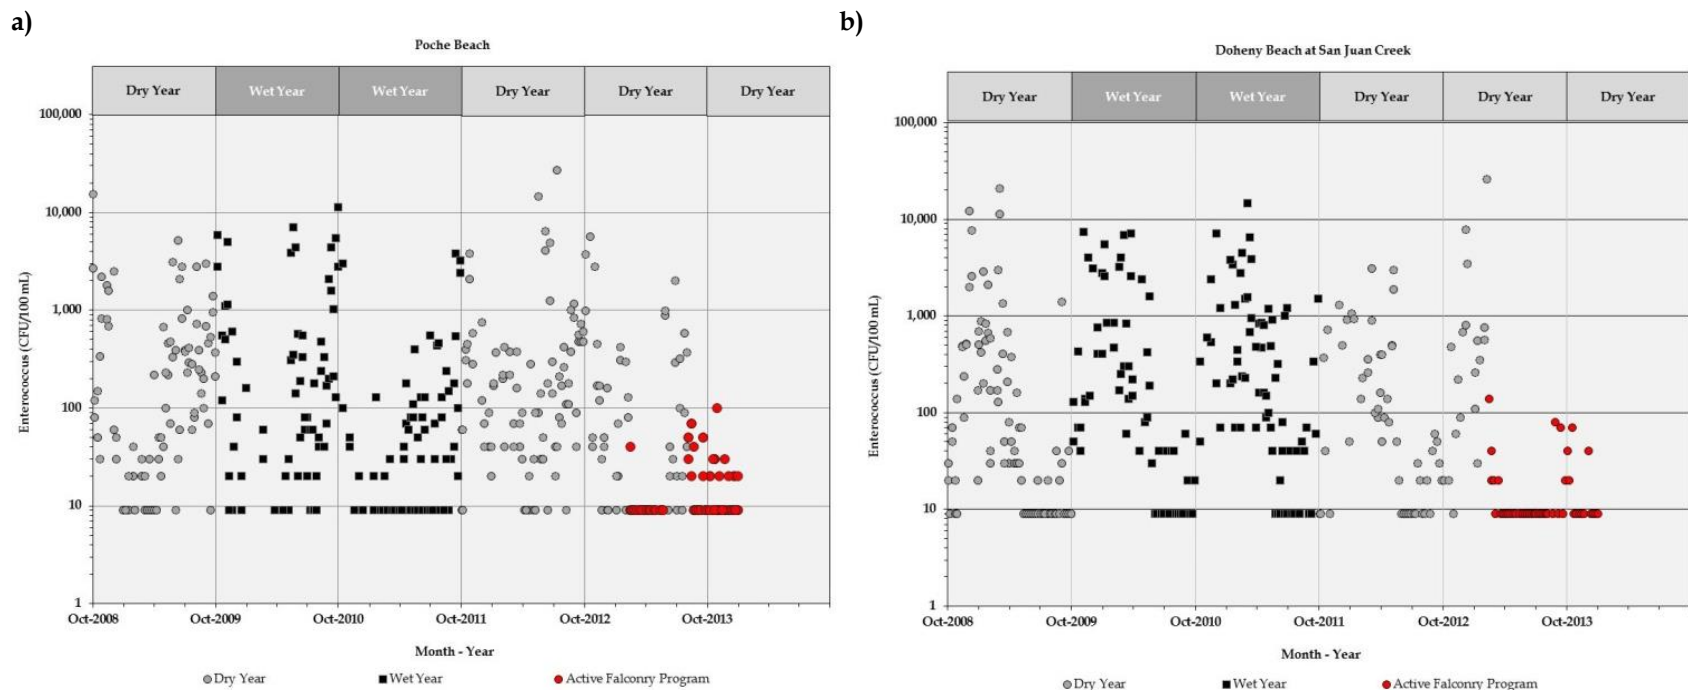 a)
Poche Beach
Dry Year Wet Year Wet Year Dry Year Dry Year Dry Year
100,000
10,000
1,000
100
10
1
Enterococcus (CFU/100 mL)
Oct-2008 Oct-2009 Oct-2010 Oct-2011 Oct-2012 Oct-2013
Month - Year
Dry Year Wet Year Active Falconry Program
b)
Doheny Beach at San Juan Creek
Dry Year Wet Year Wet Year Dry Year Dry Year Dry Year
100,000
10,000
1,000
100
10
1
Enterococcus (CFU/100 mL)
Oct-2008 Oct-2009 Oct-2010 Oct-2011 Oct-2012 Oct-2013
Month - Year
Dry Year Wet Year Active Falconry Program